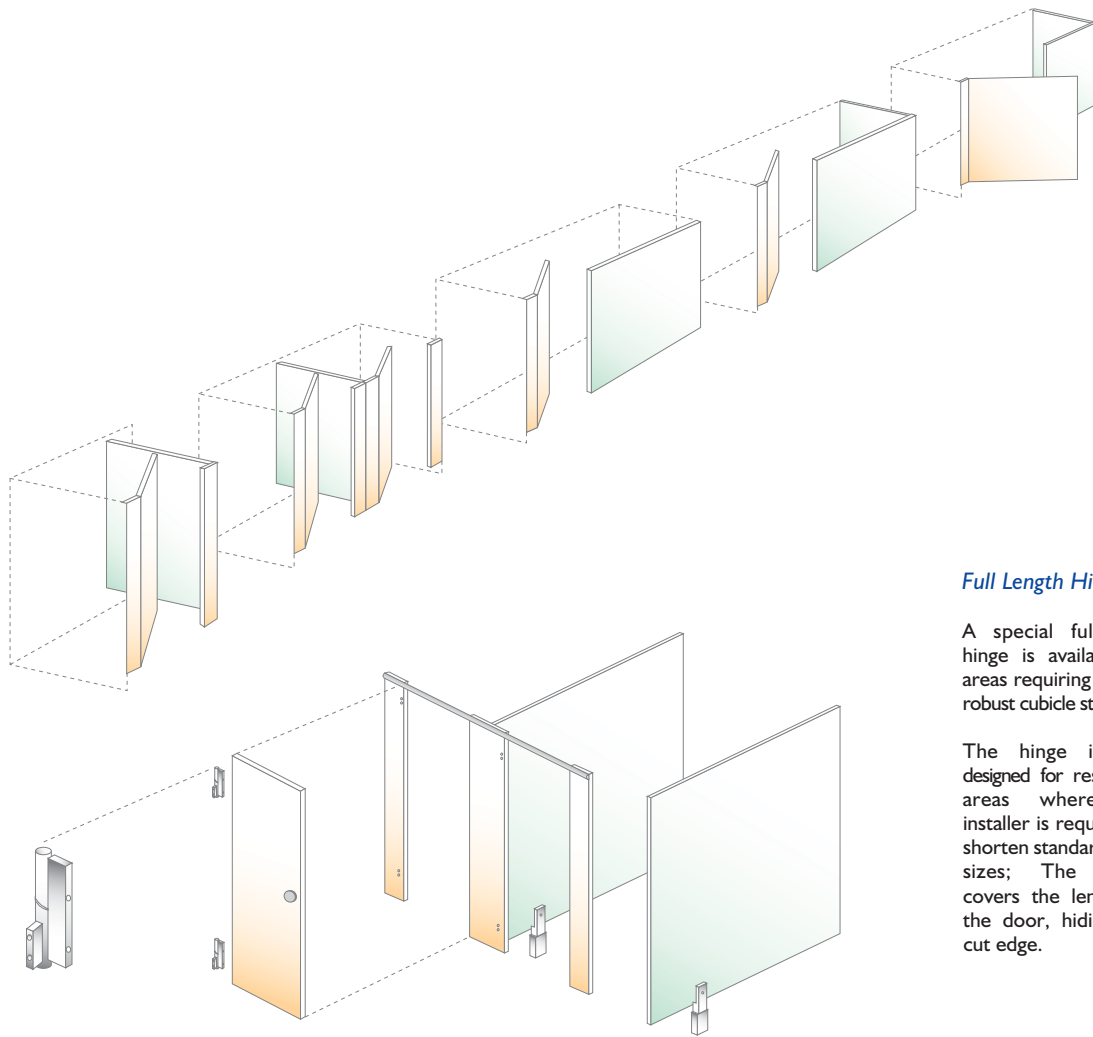 Full Length Hi
A special ful
hinge is availa
areas requiring
robust cubicle st
The hinge i
designed for res
areas where
installer is requ
shorten standar
sizes; The
covers the len
the door, hidi
cut edge.